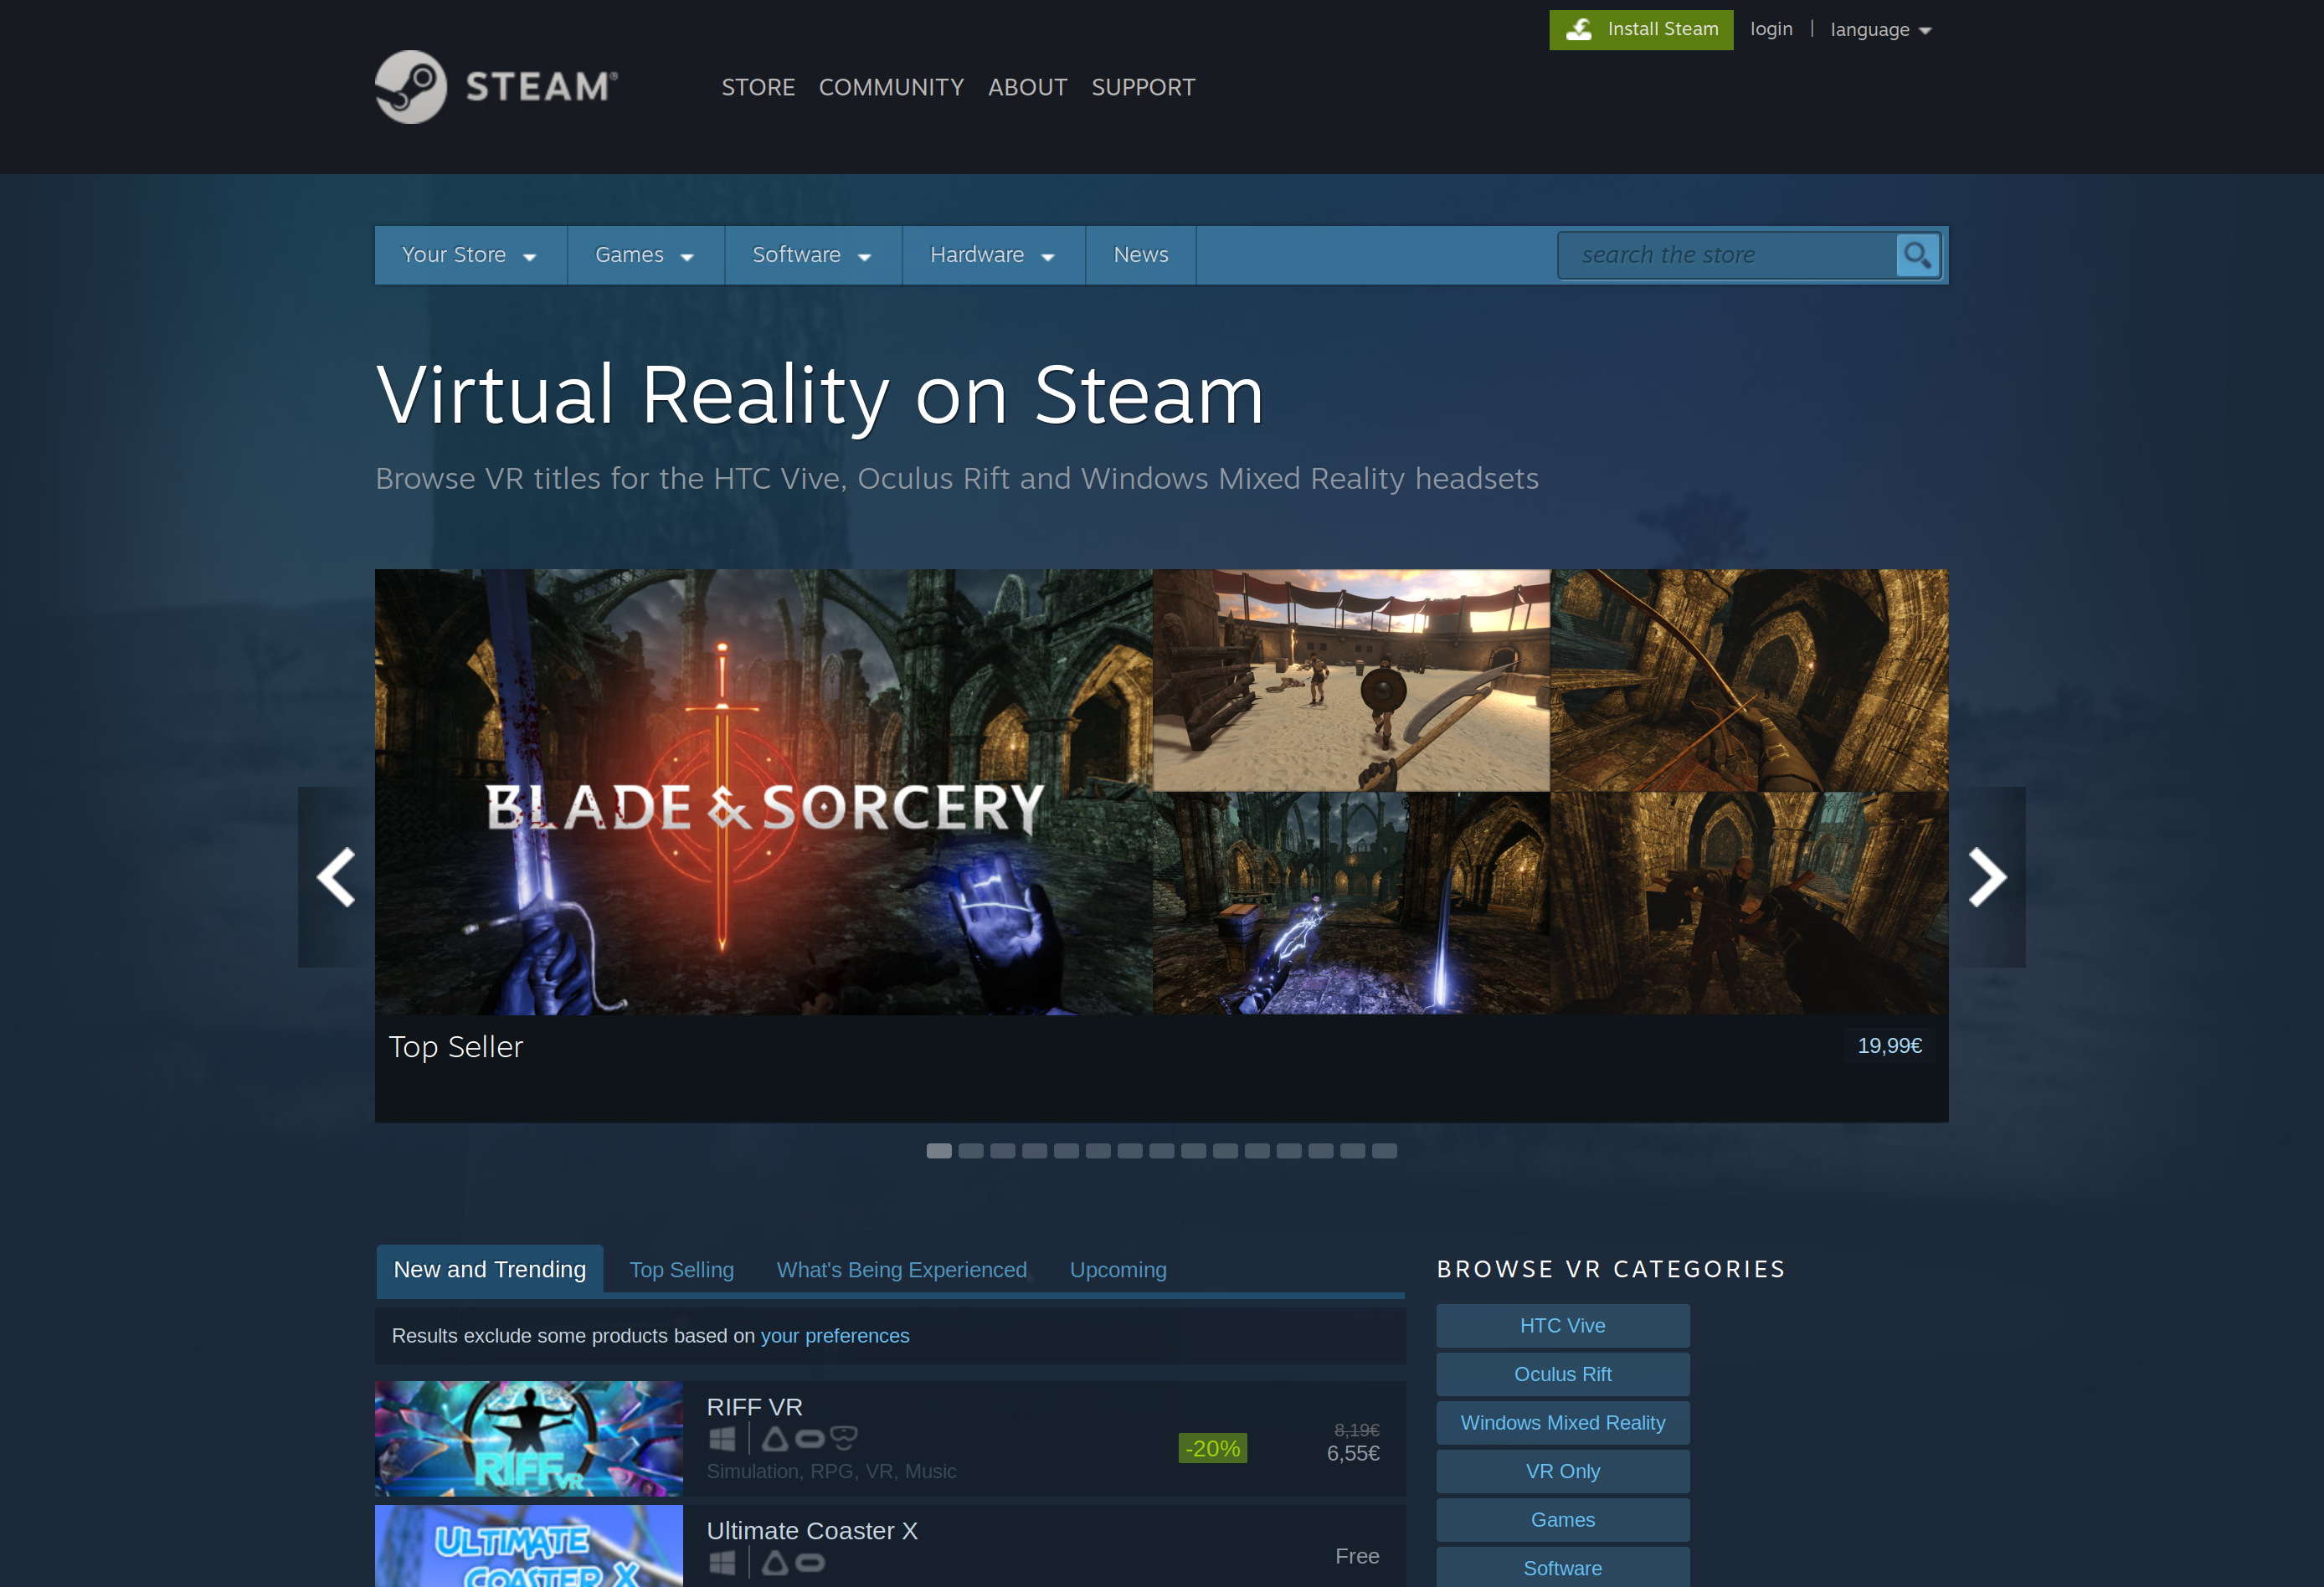 Install Steam login | language
STEAM®
STORE COMMUNITY ABOUT SUPPORT
Your Store Games Software Hardware News search the store
Virtual Reality on Steam
Browse VR titles for the HTC Vive, Oculus Rift and Windows Mixed Reality headsets
BLADE & SORCERY
Top Seller 19,99€
New and Trending Top Selling What's Being Experienced Upcoming
Results exclude some products based on your preferences
RIFF VR
RIFF VR
-20%
8,19€
6,55€
Simulation, RPG, VR, Music
ULTIMATE
COASTER X
Ultimate Coaster X
Free
BROWSE VR CATEGORIES
HTC Vive
Oculus Rift
Windows Mixed Reality
VR Only
Games
Software